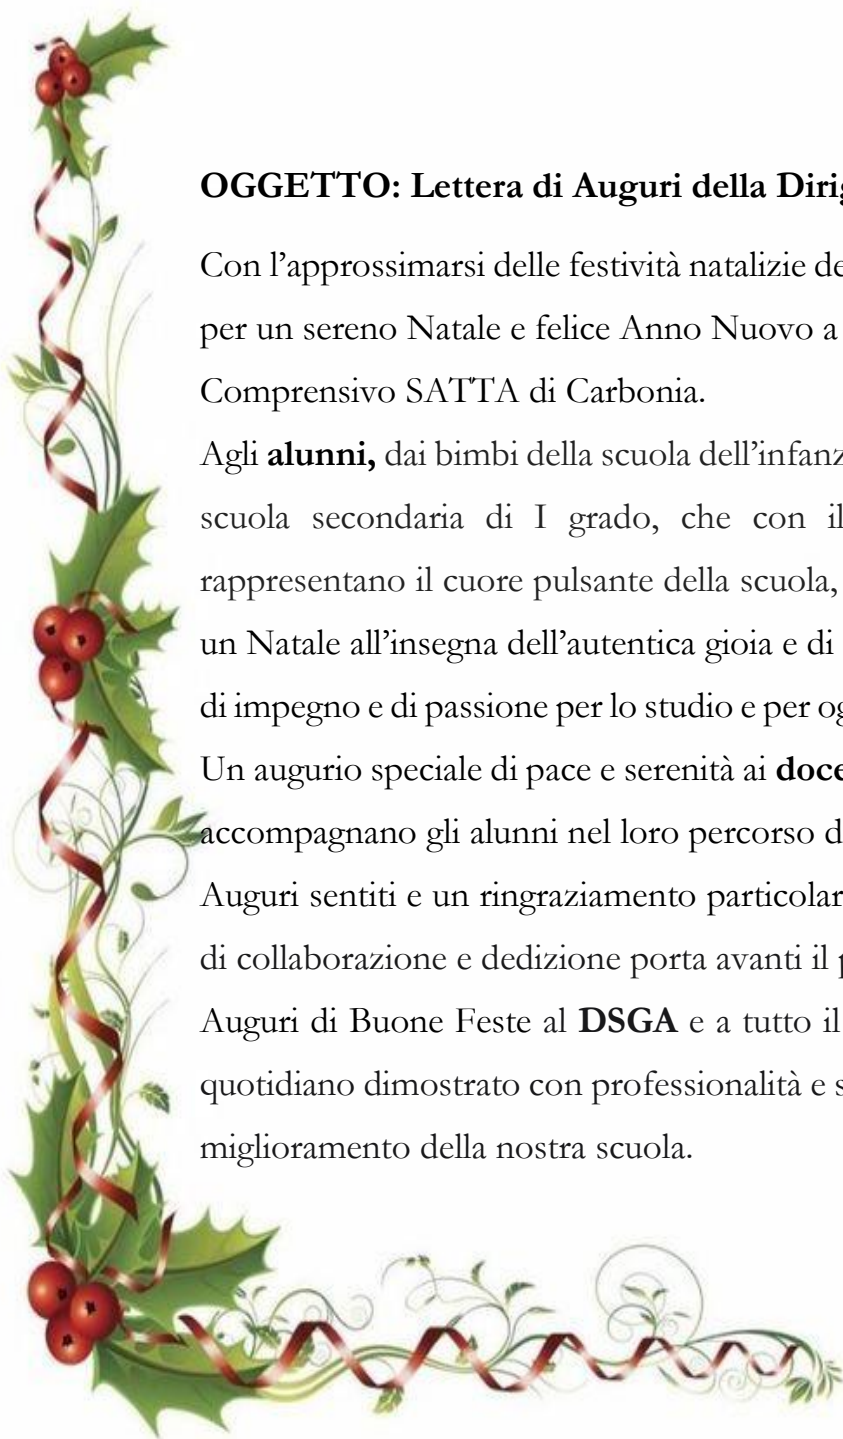 OGGETTO: Lettera di Auguri della Dirig
Con l’approssimarsi delle festività natalizie de
per un sereno Natale e felice Anno Nuovo a
Comprensivo SATTA di Carbonia.
Agli alunni, dai bimbi della scuola dell’infanz
scuola secondaria di I grado, che con il
rappresentano il cuore pulsante della scuola,
un Natale all’insegna dell’autentica gioia e di
di impegno e di passione per lo studio e per og
Un augurio speciale di pace e serenità ai doce
accompagnano gli alunni nel loro percorso d
Auguri sentiti e un ringraziamento particolar
di collaborazione e dedizione porta avanti il p
Auguri di Buone Feste al DSGA e a tutto il
quotidiano dimostrato con professionalità e s
miglioramento della nostra scuola.